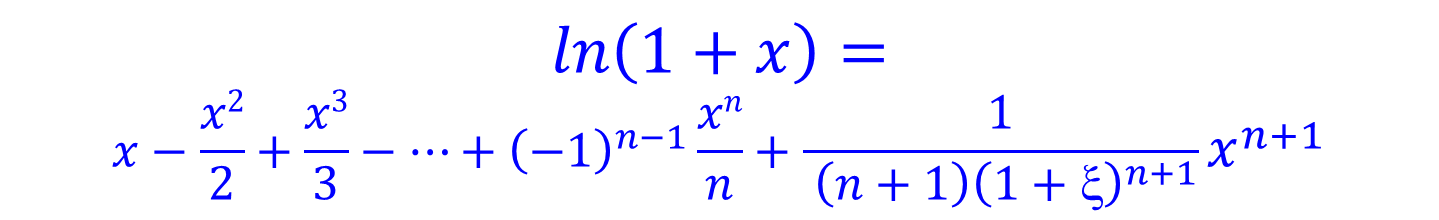 ln(1 + x) =
x − x²/2 + x³/3 − ⋯ + (−1)ⁿ⁻¹ xⁿ/n + 1/((n + 1)(1 + ξ)ⁿ⁺¹) xⁿ⁺¹